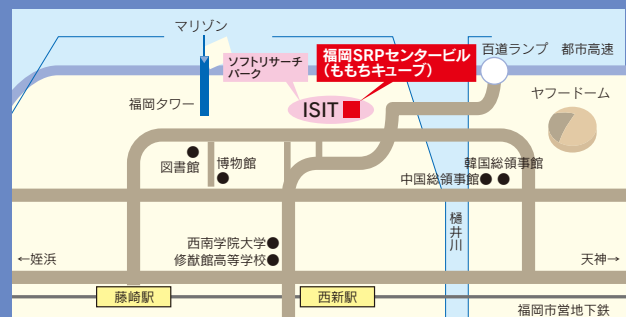 マリゾン
ソフトリサーチ
パーク
福岡SRPセンタービル
(ももちキューブ)
百道ランプ 都市高速
福岡タワー
ISIT
ヤフードーム
図書館
博物館
韓国総領事館
中国総領事館
樋井川
西南学院大学
修猷館高等学校
←姪浜
天神→
藤崎駅
西新駅
福岡市営地下鉄